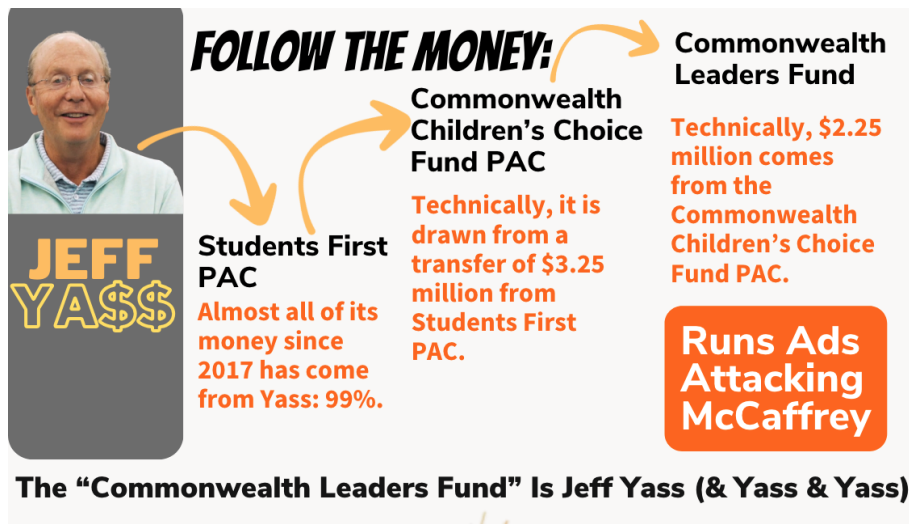 FOLLOW THE MONEY:
JEFF
YA$$
Students First
PAC
Almost all of its
money since
2017 has come
from Yass: 99%.
Commonwealth
Children’s Choice
Fund PAC
Technically, it is
drawn from a
transfer of $3.25
million from
Students First
PAC.
Commonwealth
Leaders Fund
Technically, $2.25
million comes
from the
Commonwealth
Children’s Choice
Fund PAC.
Runs Ads
Attacking
McCaffrey
The “Commonwealth Leaders Fund” Is Jeff Yass (& Yass & Yass)